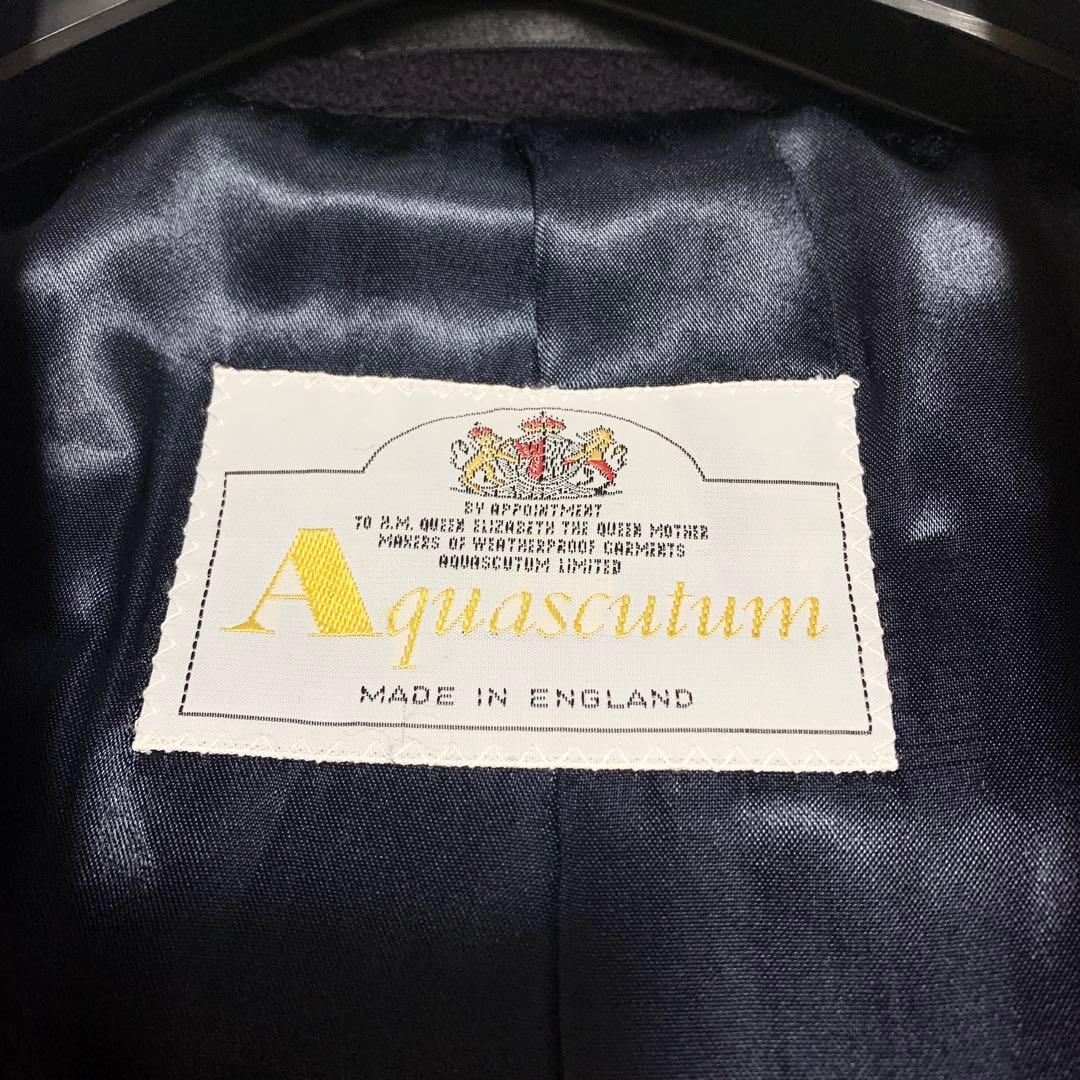 BY APPOINTMENT
TO H.M. QUEEN ELIZABETH THE QUEEN MOTHER
MAKERS OF WEATHERPROOF GARMENTS
AQUASCUTUM LIMITED
Aquascutum
MADE IN ENGLAND